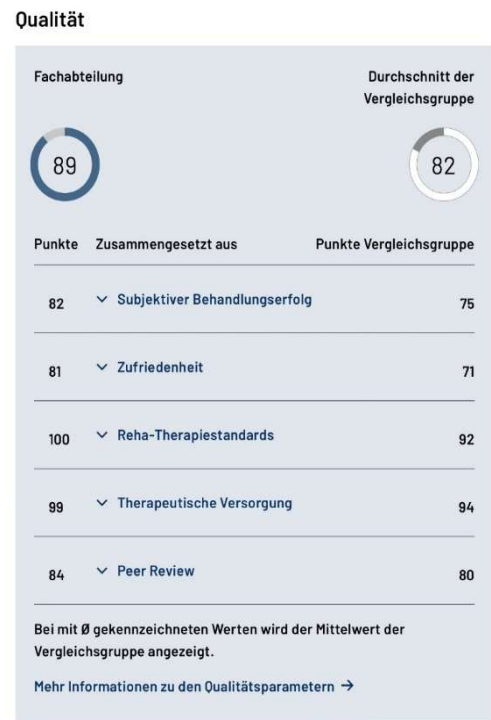 Qualität
Fachabteilung
Durchschnitt der
Vergleichsgruppe
89
82
Punkte Zusammengesetzt aus Punkte Vergleichsgruppe
82 Subjektiver Behandlungserfolg 75
81 Zufriedenheit 71
100 Reha-Therapiestandards 92
99 Therapeutische Versorgung 94
84 Peer Review 80
Bei mit Ø gekennzeichneten Werten wird der Mittelwert der
Vergleichsgruppe angezeigt.
Mehr Informationen zu den Qualitätsparametern →